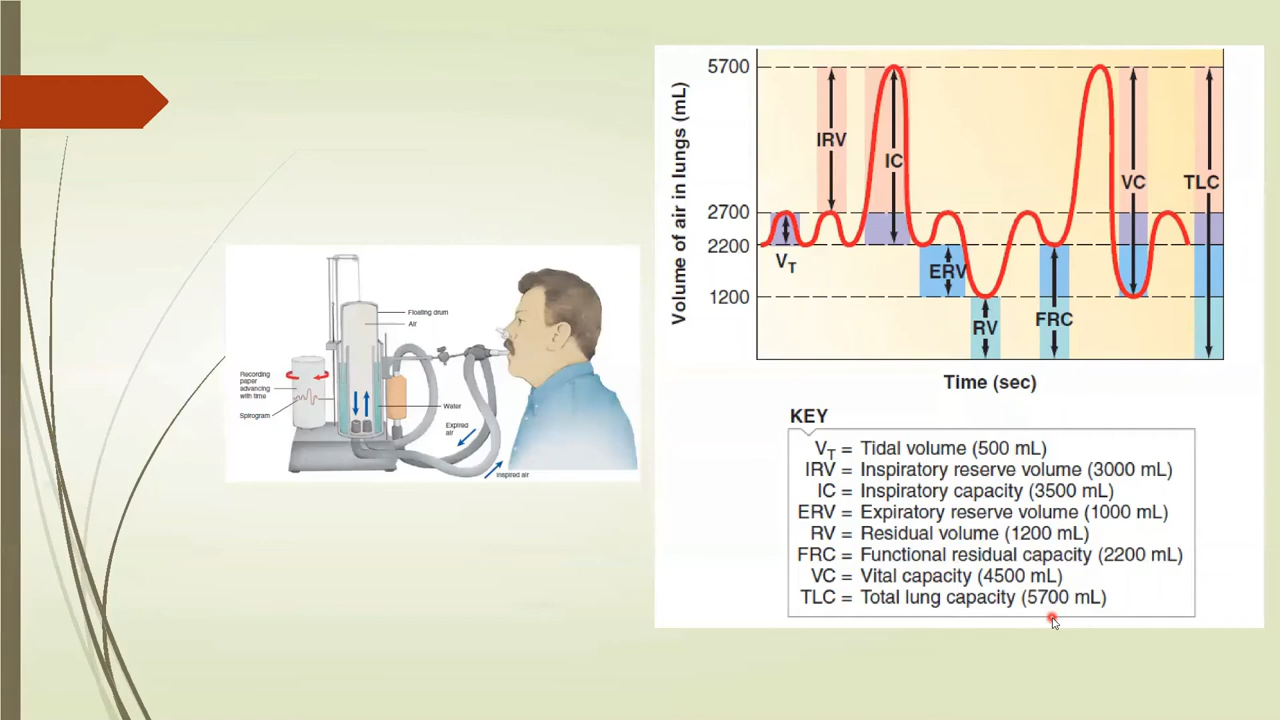 Floating drum
Air
Recording
paper
advancing
with time
Spirogram
Water
Expired
air
Inspired air
Volume of air in lungs (mL)
5700
2700
2200
1200
IRV
IC
VC
TLC
VT
ERV
RV
FRC
Time (sec)
KEY
VT = Tidal volume (500 mL)
IRV = Inspiratory reserve volume (3000 mL)
IC = Inspiratory capacity (3500 mL)
ERV = Expiratory reserve volume (1000 mL)
RV = Residual volume (1200 mL)
FRC = Functional residual capacity (2200 mL)
VC = Vital capacity (4500 mL)
TLC = Total lung capacity (5700 mL)